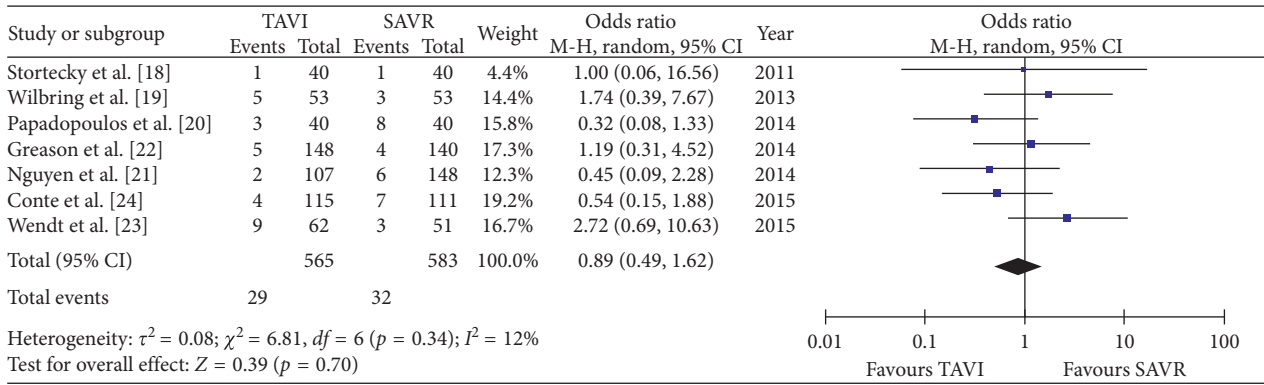 Study or subgroup TAVI SAVR Weight Odds ratio Year Odds ratio
Events Total Events Total M-H, random, 95% CI M-H, random, 95% CI
Stortecky et al. [18] 1 40 1 40 4.4% 1.00 (0.06, 16.56) 2011
Wilbring et al. [19] 5 53 3 53 14.4% 1.74 (0.39, 7.67) 2013
Papadopoulos et al. [20] 3 40 8 40 15.8% 0.32 (0.08, 1.33) 2014
Greason et al. [22] 5 148 4 140 17.3% 1.19 (0.31, 4.52) 2014
Nguyen et al. [21] 2 107 6 148 12.3% 0.45 (0.09, 2.28) 2014
Conte et al. [24] 4 115 7 111 19.2% 0.54 (0.15, 1.88) 2015
Wendt et al. [23] 9 62 3 51 16.7% 2.72 (0.69, 10.63) 2015
Total (95% CI) 565 583 100.0% 0.89 (0.49, 1.62)
Total events 29 32
Heterogeneity: τ² = 0.08; χ² = 6.81, df = 6 (p = 0.34); I² = 12%
Test for overall effect: Z = 0.39 (p = 0.70)
0.01 0.1 1 10 100
Favours TAVI Favours SAVR